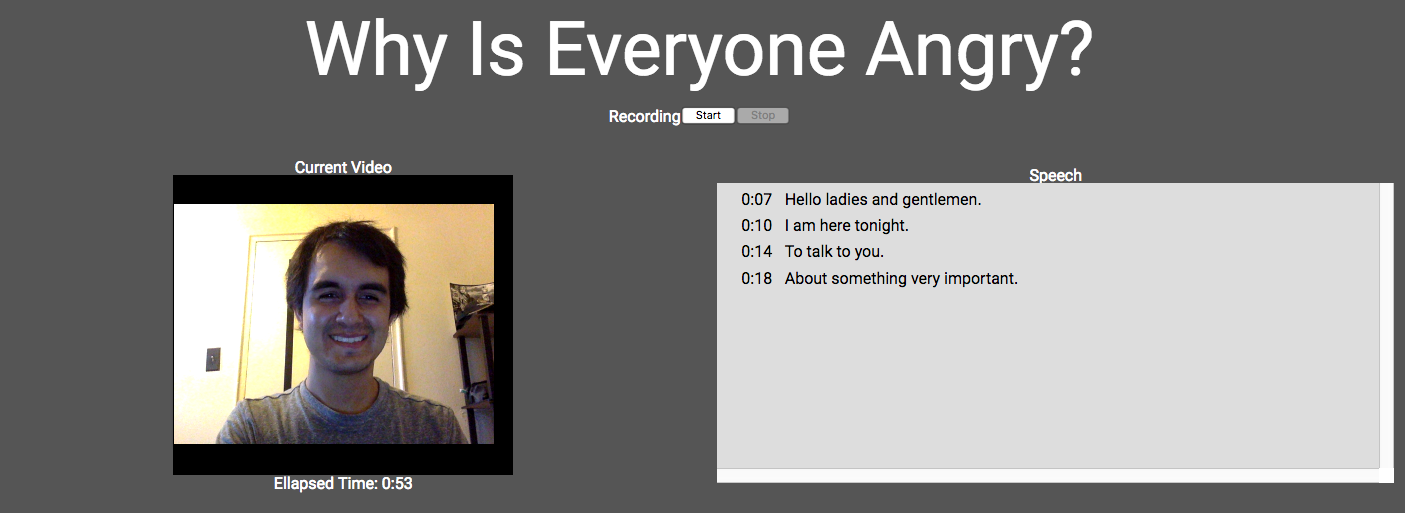 Why Is Everyone Angry?
Recording Start Stop
Current Video
Ellapsed Time: 0:53
Speech
0:07 Hello ladies and gentlemen.
0:10 I am here tonight.
0:14 To talk to you.
0:18 About something very important.